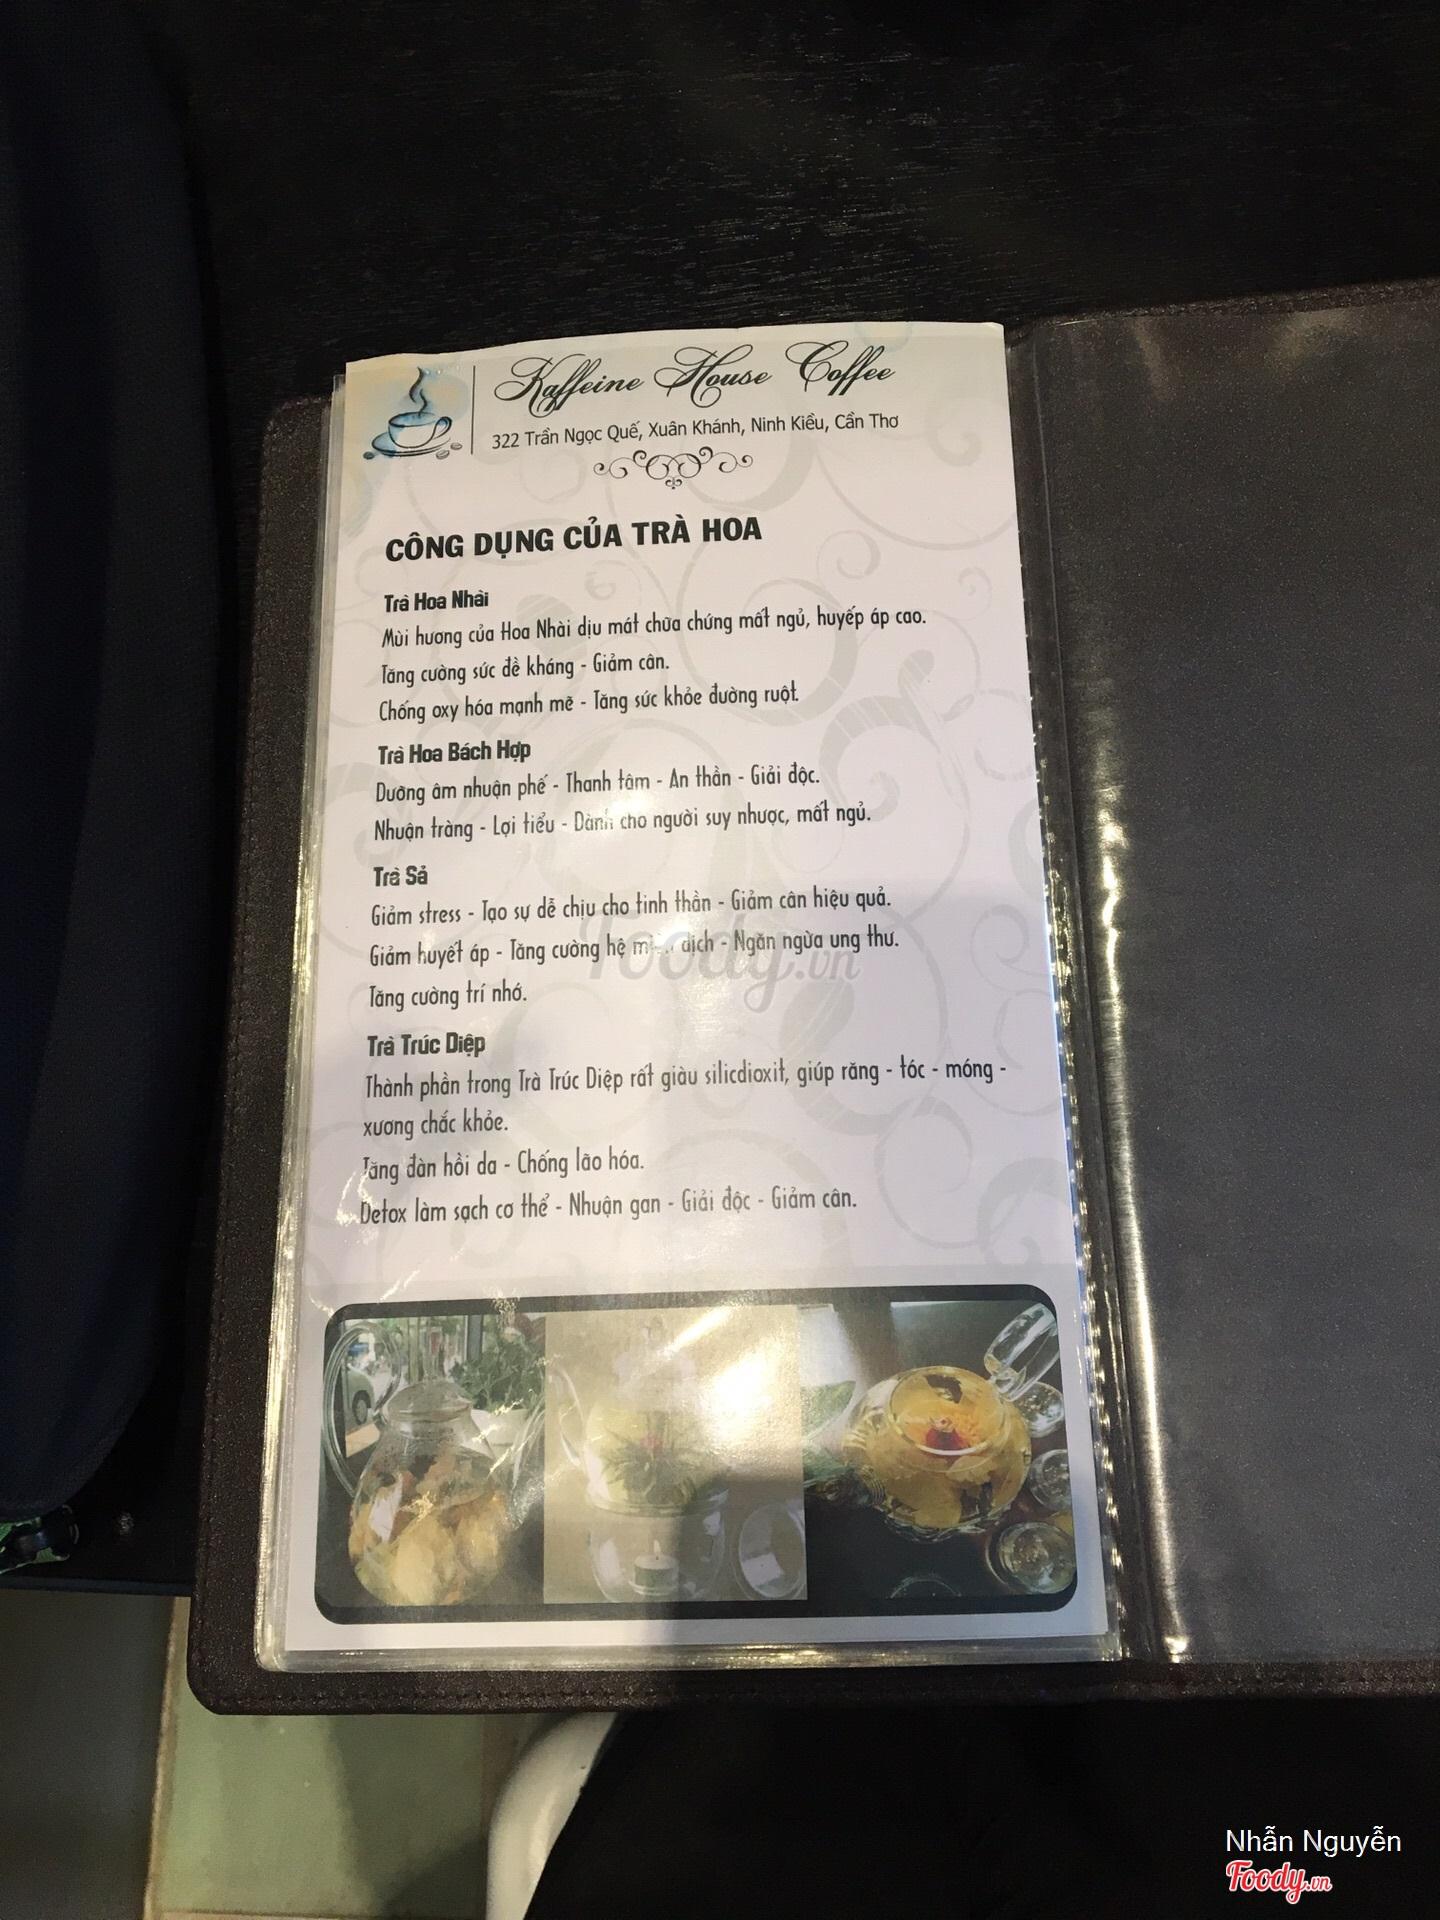 Kaffeine House Coffee
322 Trần Ngọc Quế, Xuân Khánh, Ninh Kiều, Cần Thơ
CÔNG DỤNG CỦA TRÀ HOA
Trà Hoa Nhài
Mùi hương của Hoa Nhài dịu mát chữa chứng mất ngủ, huyếp áp cao.
Tăng cường sức đề kháng - Giảm cân.
Chống oxy hóa mạnh mẽ - Tăng sức khỏe đường ruột.
Trà Hoa Bách Hợp
Dưỡng âm nhuận phế - Thanh tâm - An thần - Giải độc.
Nhuận tràng - Lợi tiểu - Dành cho người suy nhược, mất ngủ.
Trà Sả
Giảm stress - Tạo sự dễ chịu cho tinh thần - Giảm cân hiệu quả.
Giảm huyết áp - Tăng cường hệ miễn dịch - Ngăn ngừa ung thư.
Tăng cường trí nhớ.
Trà Trúc Diệp
Thành phần trong Trà Trúc Diệp rất giàu silicdioxit, giúp răng - tóc - móng -
xương chắc khỏe.
Tăng đàn hồi da - Chống lão hóa.
Detox làm sạch cơ thể - Nhuận gan - Giải độc - Giảm cân.
Foody.vn
Nhẫn Nguyễn
Foody.vn